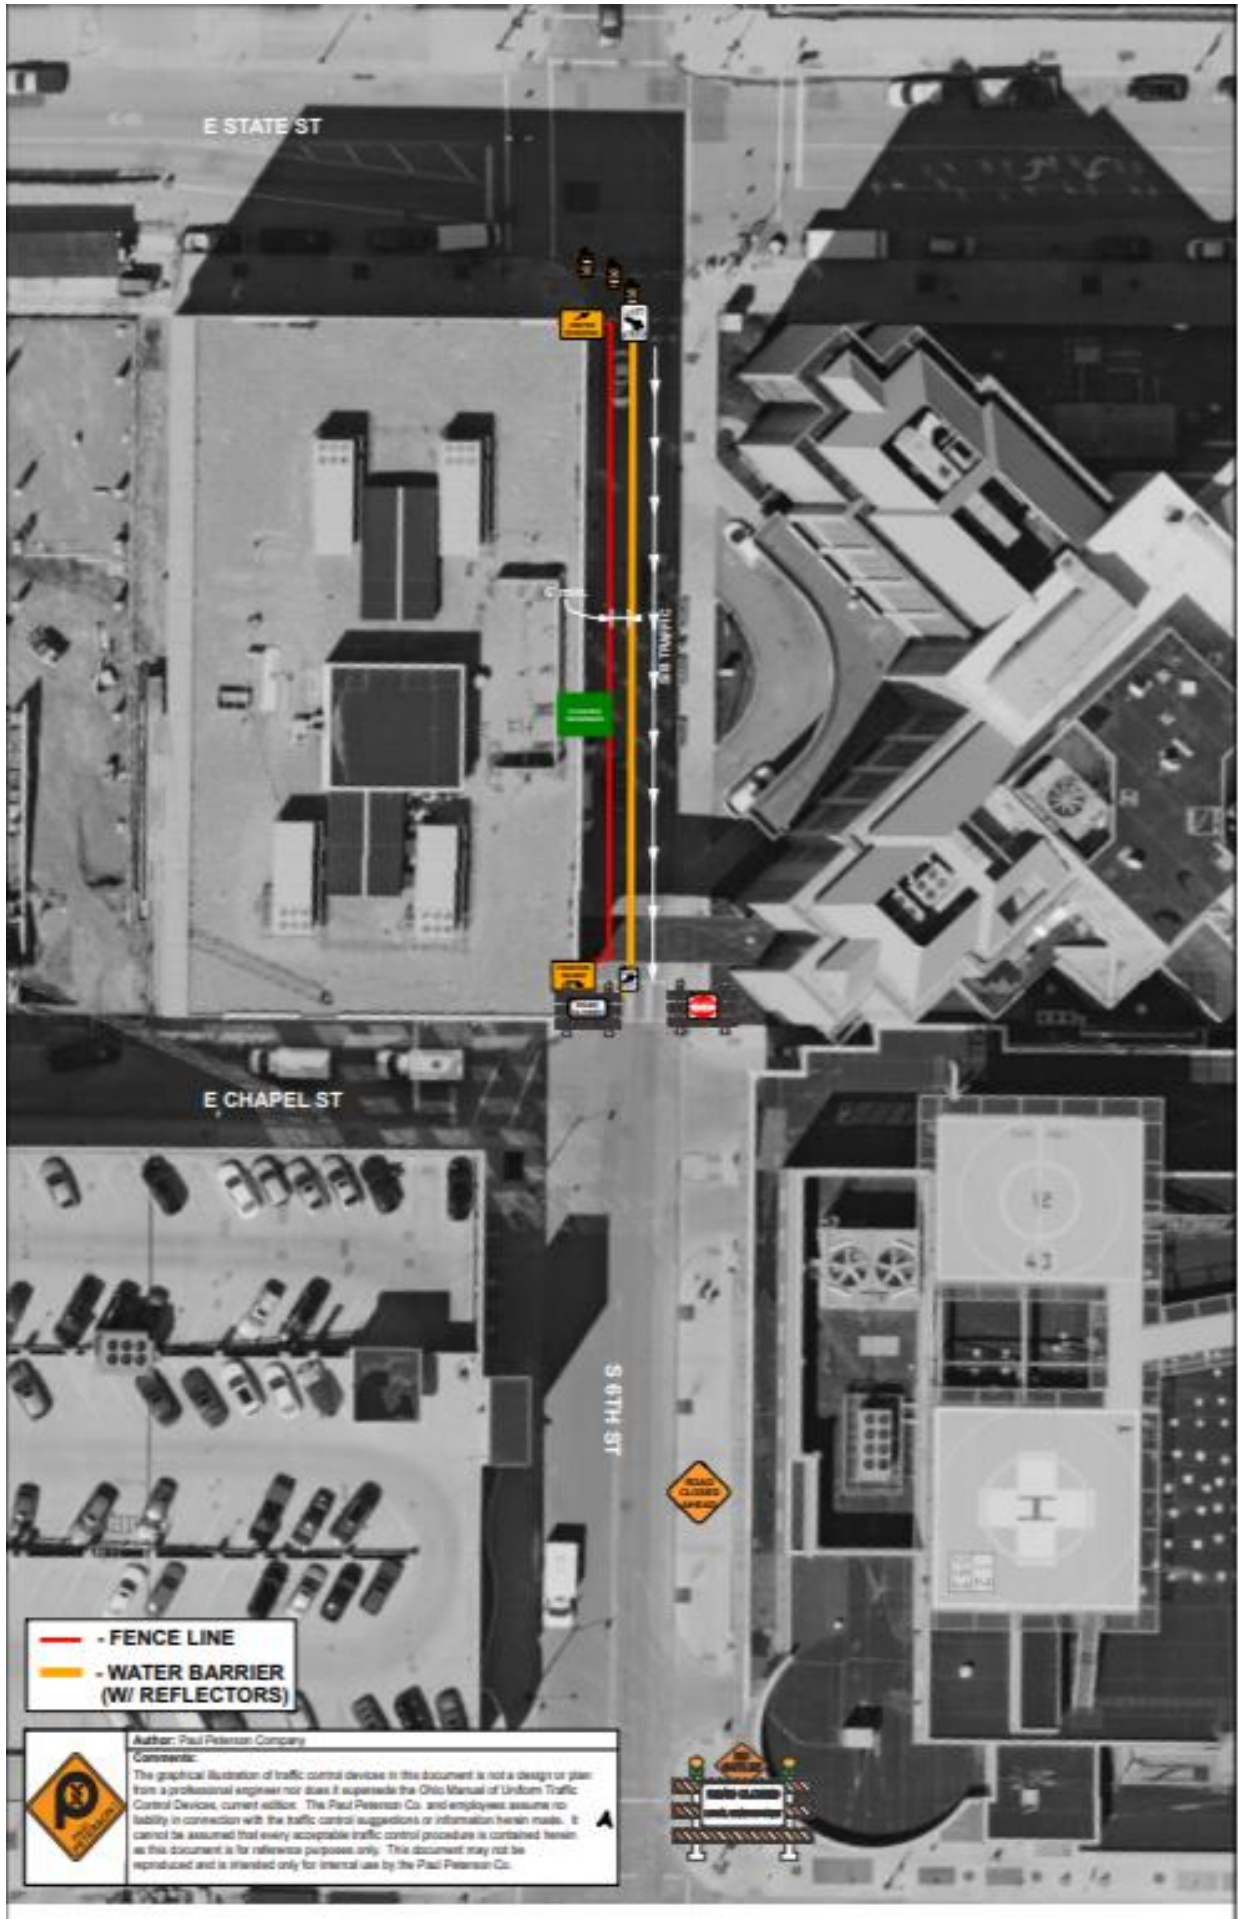 E STATE ST
E CHAPEL ST
12
43
S 6TH ST
H
ROAD
CLOSED
AHEAD
- FENCE LINE
- WATER BARRIER
(W/ REFLECTORS)
Author: Paul Peterson Company
Comments:
The graphical illustration of traffic control devices in this document is not a design or plan
from a professional engineer nor does it supersede the Ohio Manual of Uniform Traffic
Control Devices, current edition. The Paul Peterson Co. and employees assume no
liability in connection with the traffic control suggestions or information herein made. It
cannot be assumed that every acceptable traffic control procedure is contained herein
as this document is for reference purposes only. This document may not be
reproduced and is intended only for internal use by the Paul Peterson Co.